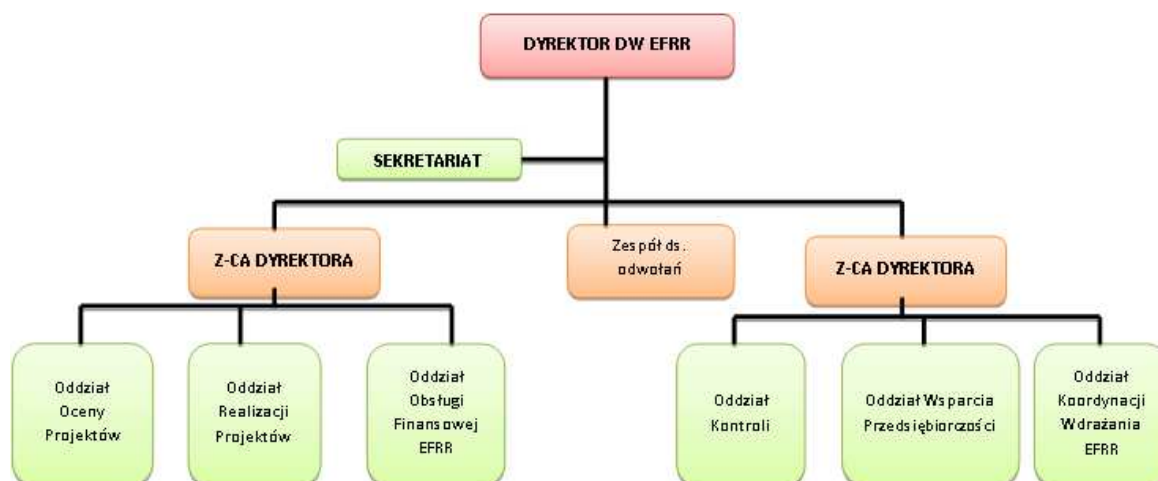 DYREKTOR DW EFRR
SEKRETARIAT
Z-CA DYREKTORA
Zespół ds.
odwołań
Z-CA DYREKTORA
Oddział
Oceny
Projektów
Oddział
Realizacji
Projektów
Oddział
Obsługi
Finansowej
EFRR
Oddział
Kontroli
Oddział Wsparcia
Przedsiębiorczości
Oddział
Koordynacji
Wdrażania
EFRR